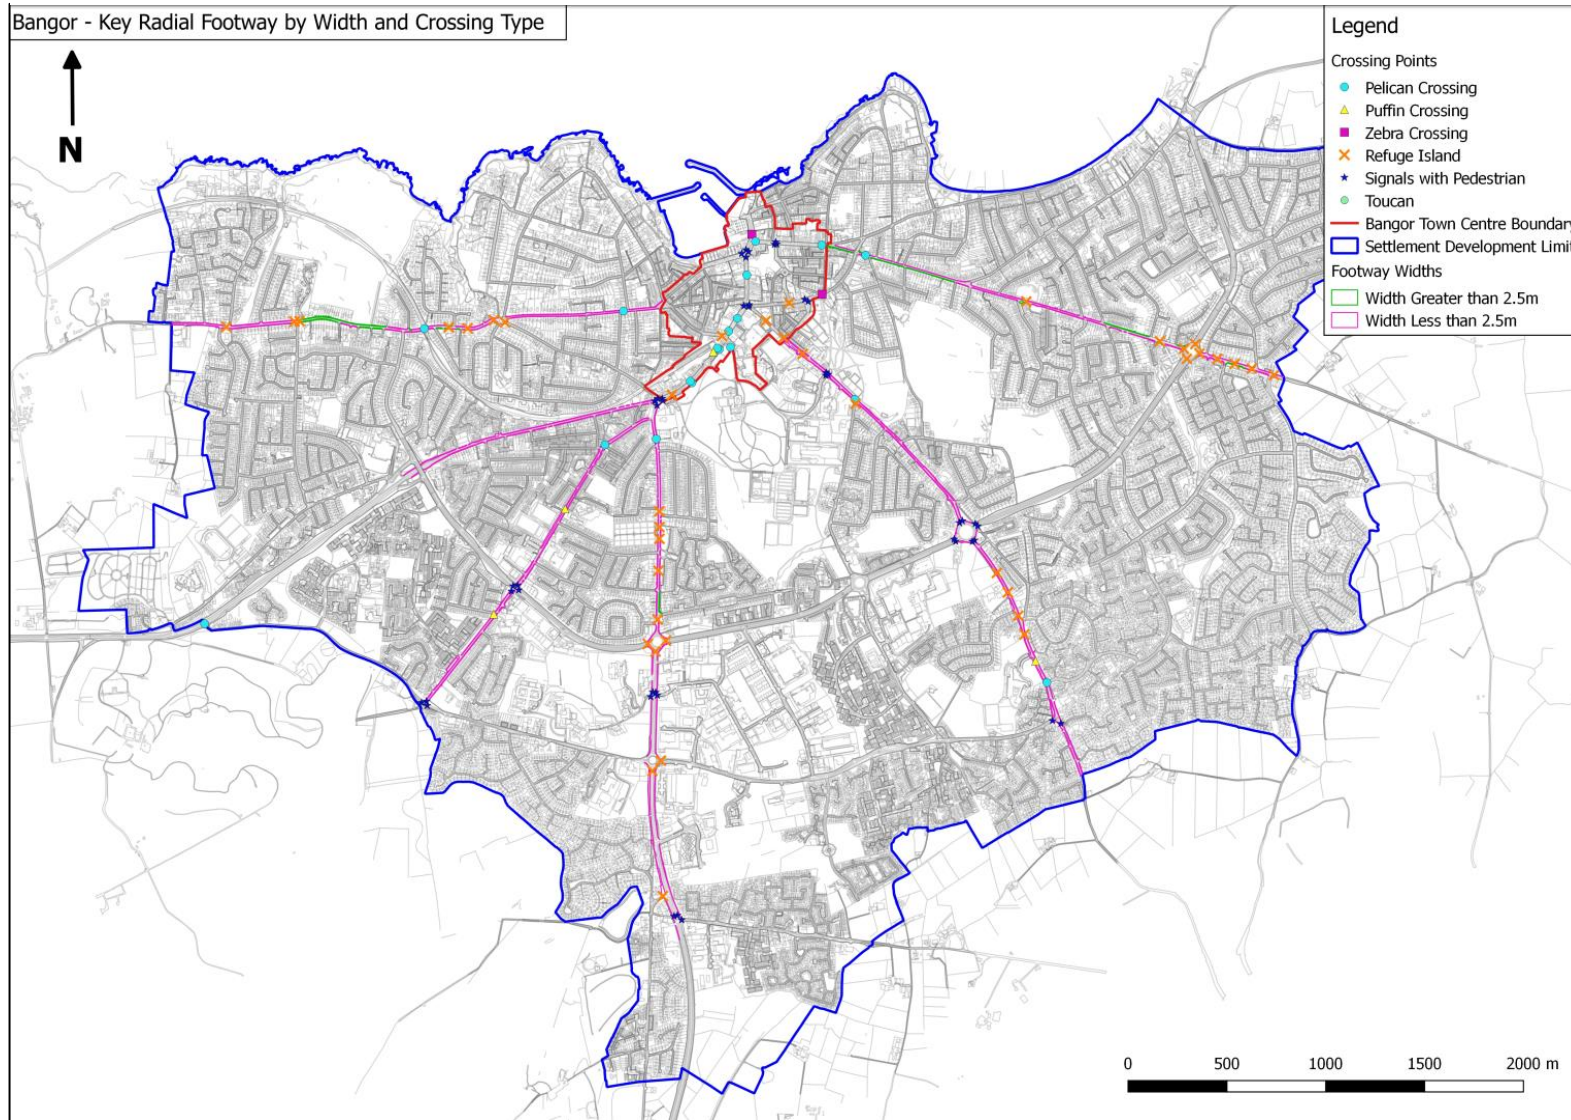 Bangor - Key Radial Footway by Width and Crossing Type
N
Legend
Crossing Points
Pelican Crossing
Puffin Crossing
Zebra Crossing
Refuge Island
Signals with Pedestrian
Toucan
Bangor Town Centre Boundary
Settlement Development Limit
Footway Widths
Width Greater than 2.5m
Width Less than 2.5m
0 500 1000 1500 2000 m